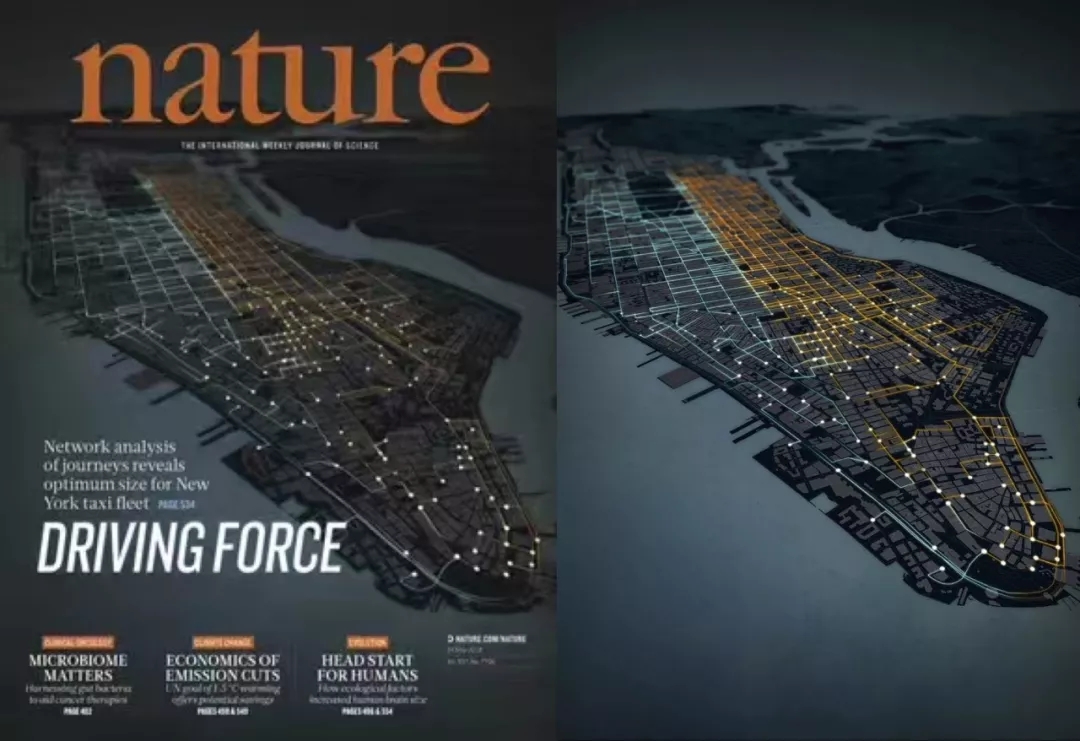 nature
THE INTERNATIONAL WEEKLY JOURNAL OF SCIENCE
Network analysis
of journeys reveals
optimum size for New
York taxi fleet PAGE 534
DRIVING FORCE
CLINICAL ONCOLOGY
MICROBIOME
MATTERS
Harnessing gut bacteria
to aid cancer therapies
PAGE 482
CLIMATE CHANGE
ECONOMICS OF
EMISSION CUTS
UN goal of 1.5 °C warming
offers potential savings
PAGES 498 & 549
EVOLUTION
HEAD START
FOR HUMANS
How ecological factors
increased human brain size
PAGES 496 & 554
NATURE.COM/NATURE